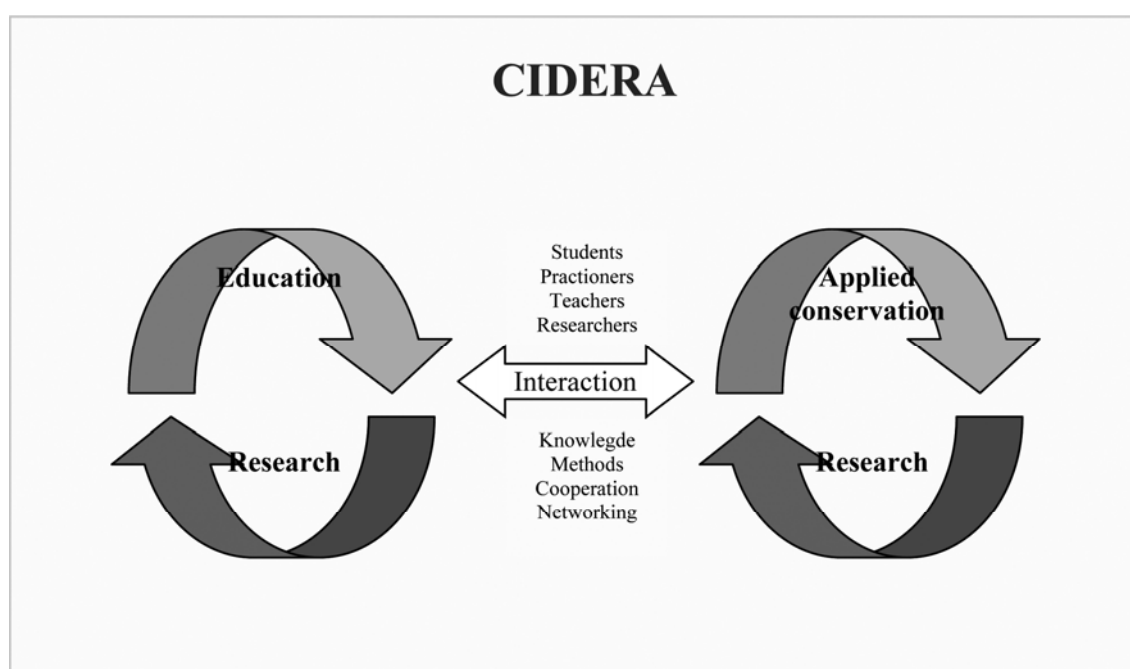 CIDERA
Education
Research
Students
Practioners
Teachers
Researchers
Interaction
Knowlegde
Methods
Cooperation
Networking
Applied
conservation
Research